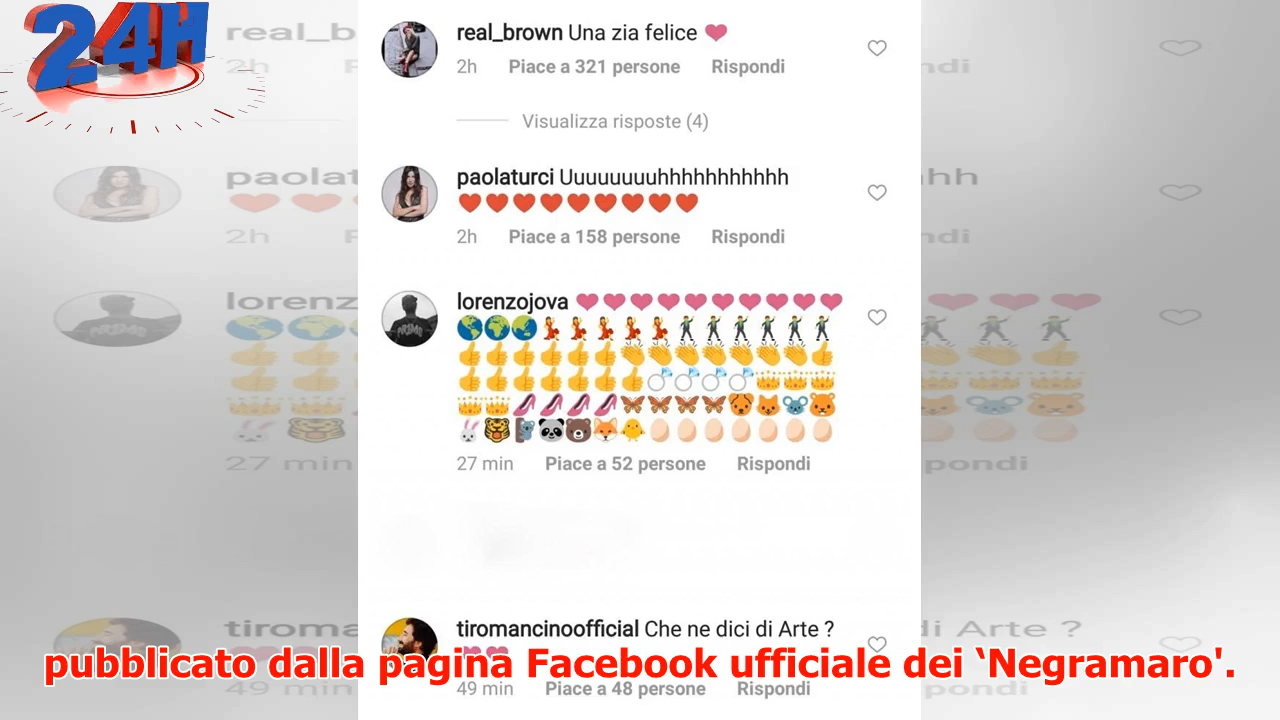 24H
real_brown Una zia felice ❤
2h Piace a 321 persone Rispondi
Visualizza risposte (4)
paolaturci Uuuuuuuuhhhhhhhhhhh
❤❤❤❤❤❤❤❤❤
2h Piace a 158 persone Rispondi
lorenzojova
27 min Piace a 52 persone Rispondi
tiromancinoofficial Che ne dici di Arte ?
pubblicato dalla pagina Facebook ufficiale dei ‘Negramaro'.
49 min Piace a 48 persone Rispondi